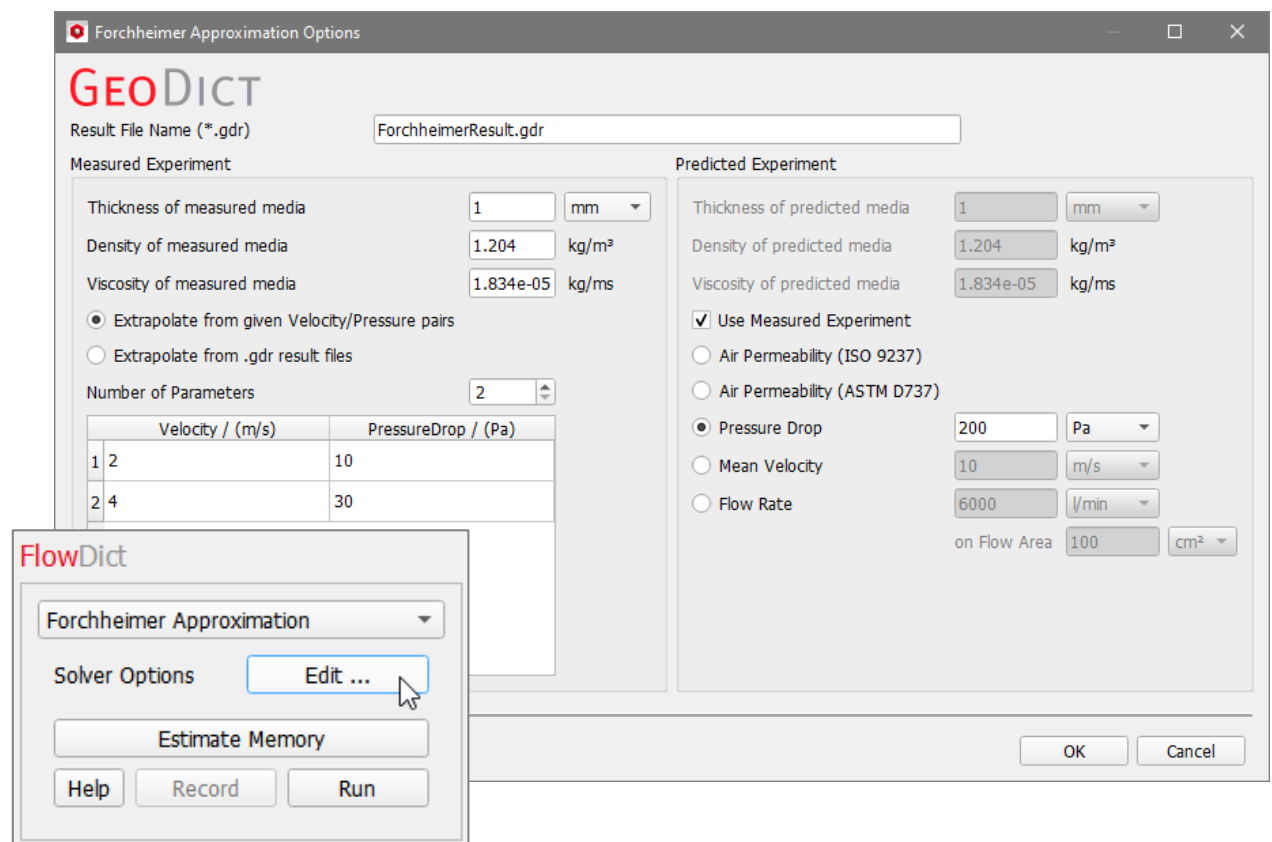 Forchheimer Approximation Options
GEODICT
Result File Name (*.gdr) ForchheimerResult.gdr
Measured Experiment
Thickness of measured media 1 mm
Density of measured media 1.204 kg/m³
Viscosity of measured media 1.834e-05 kg/ms
Extrapolate from given Velocity/Pressure pairs
Extrapolate from .gdr result files
Number of Parameters 2
Velocity / (m/s) PressureDrop / (Pa)
1 2 10
2 4 30
Predicted Experiment
Thickness of predicted media 1 mm
Density of predicted media 1.204 kg/m³
Viscosity of predicted media 1.834e-05 kg/ms
Use Measured Experiment
Air Permeability (ISO 9237)
Air Permeability (ASTM D737)
Pressure Drop 200 Pa
Mean Velocity 10 m/s
Flow Rate 6000 l/min
on Flow Area 100 cm²
OK Cancel
FlowDict
Forchheimer Approximation
Solver Options Edit ...
Estimate Memory
Help Record Run